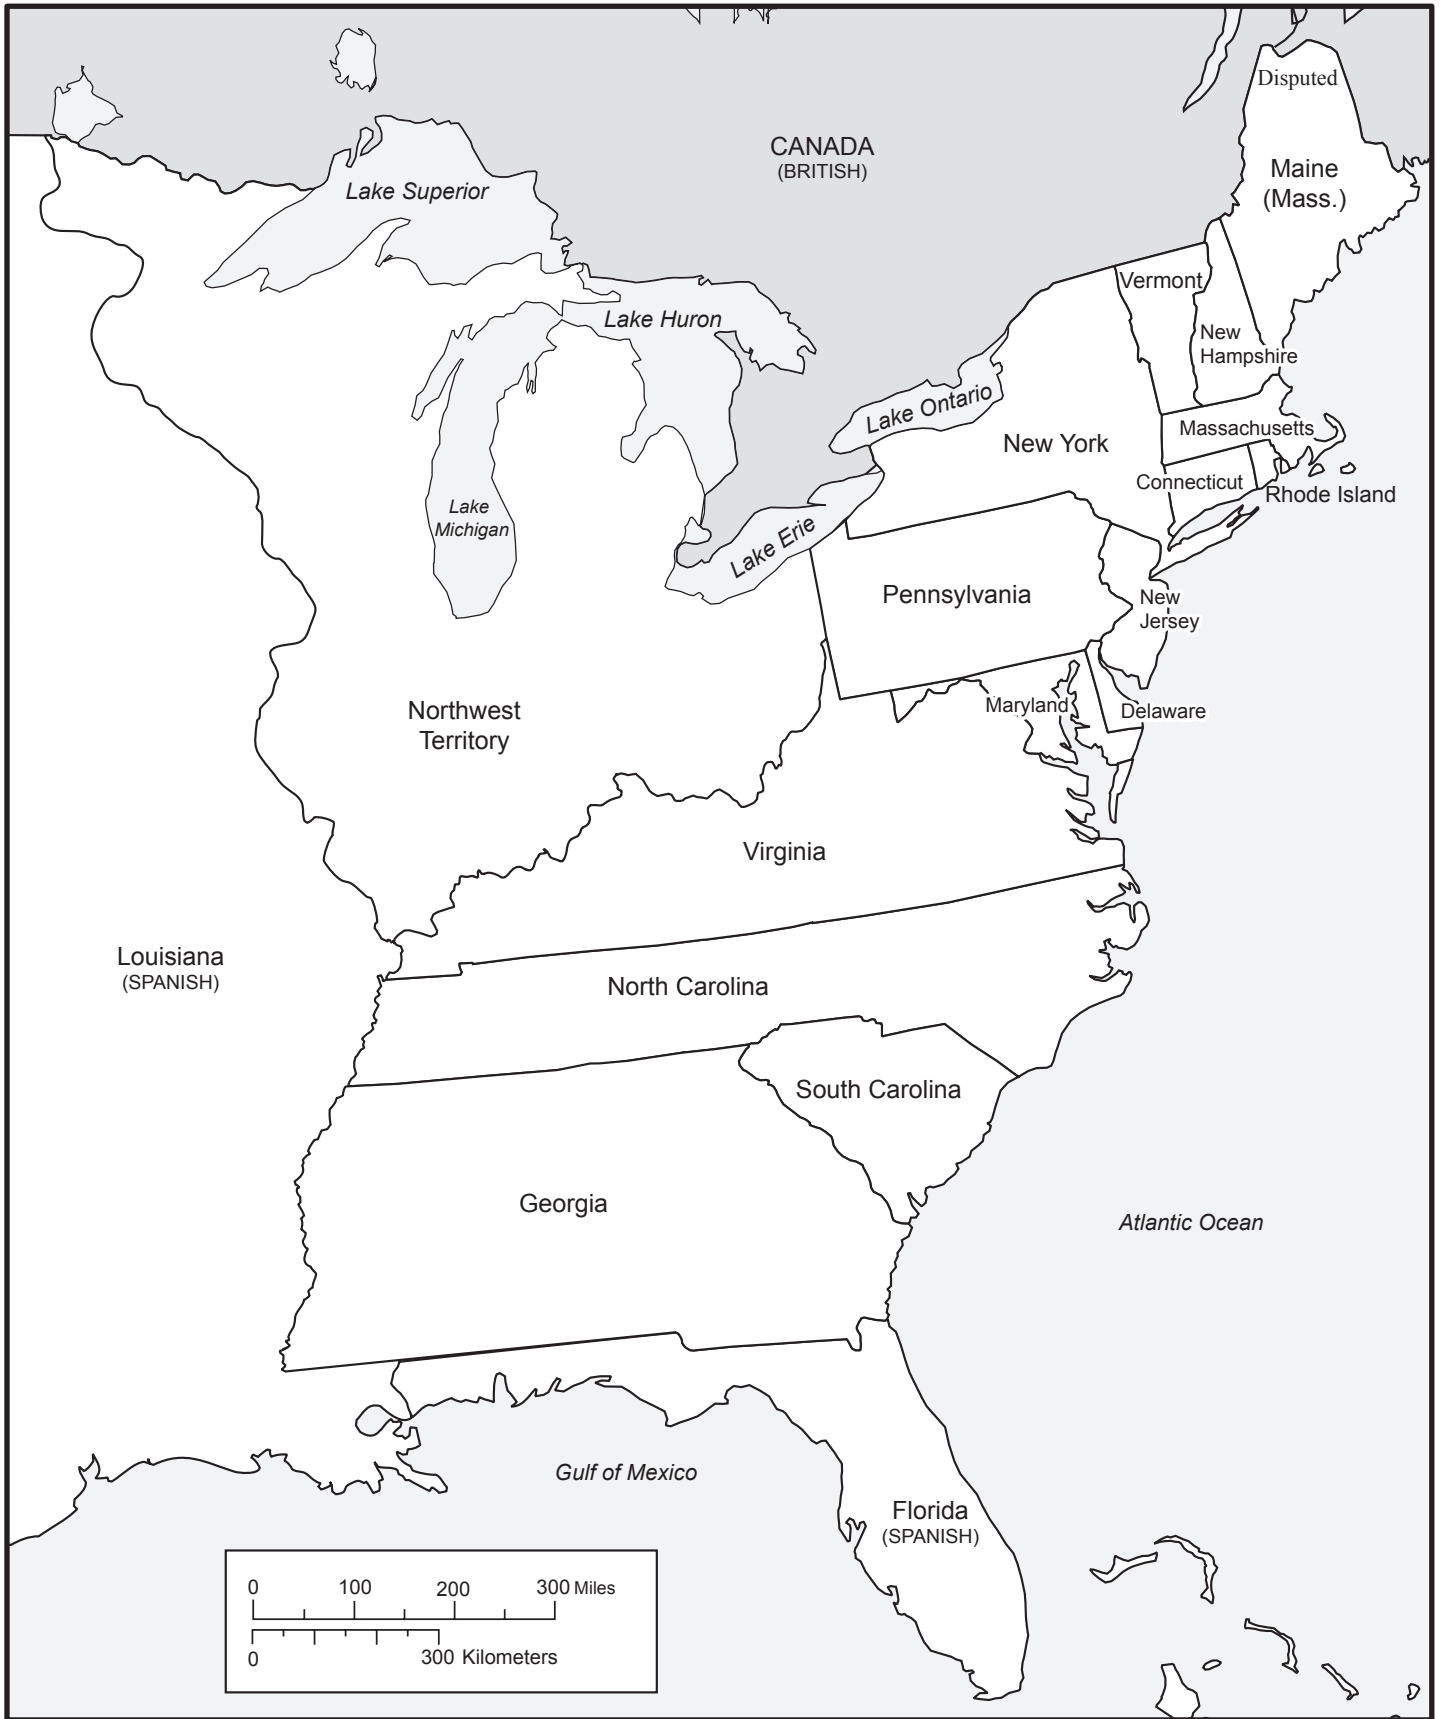 Disputed
CANADA
(BRITISH)
Maine
(Mass.)
Lake Superior
Vermont
Lake Huron
New
Hampshire
Lake Ontario
Massachusetts
New York
Connecticut
Rhode Island
Lake
Michigan
Lake Erie
Pennsylvania
New
Jersey
Northwest
Territory
Maryland
Delaware
Virginia
Louisiana
(SPANISH)
North Carolina
South Carolina
Georgia
Atlantic Ocean
Gulf of Mexico
Florida
(SPANISH)
0 100 200 300 Miles
0 300 Kilometers